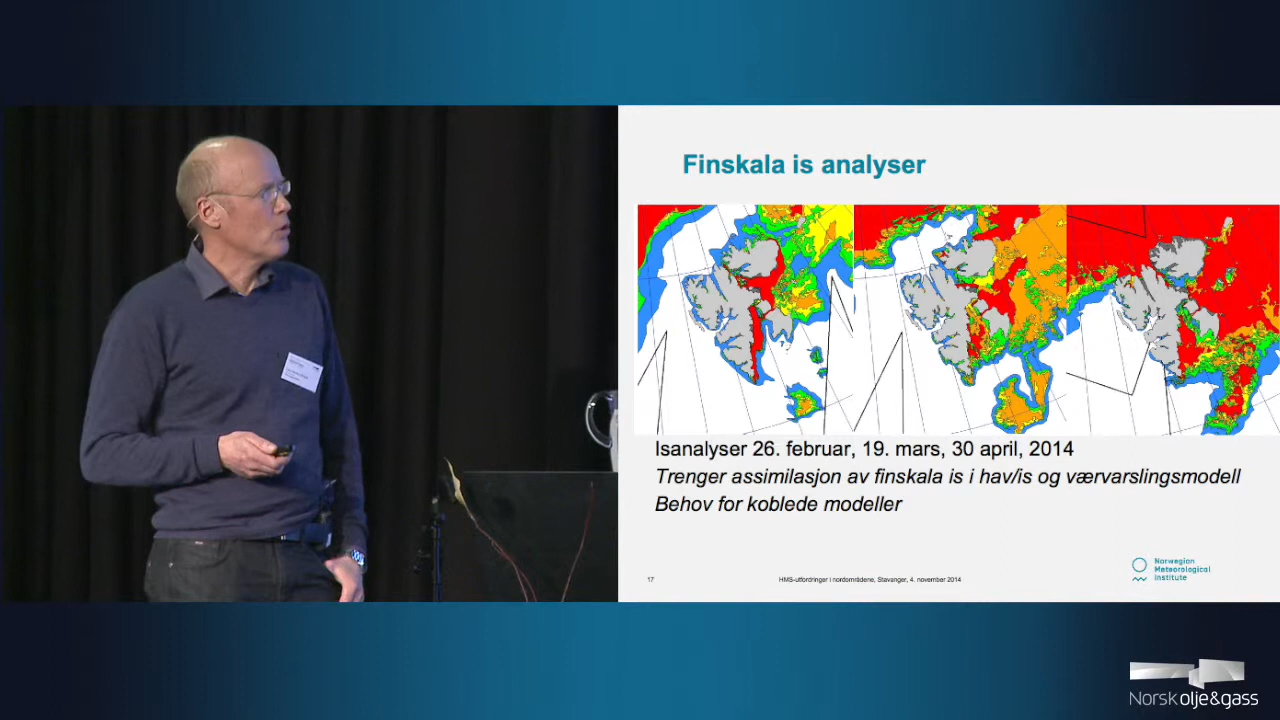 Finskala is analyser
Isanalyser 26. februar, 19. mars, 30 april, 2014
Trenger assimilasjon av finskala is i hav/is og værvarslingsmodell
Behov for koblede modeller
17
HMS-utfordringer i nordområdene, Stavanger, 4. november 2014
Norwegian
Meteorological
Institute
Norsk olje&gass